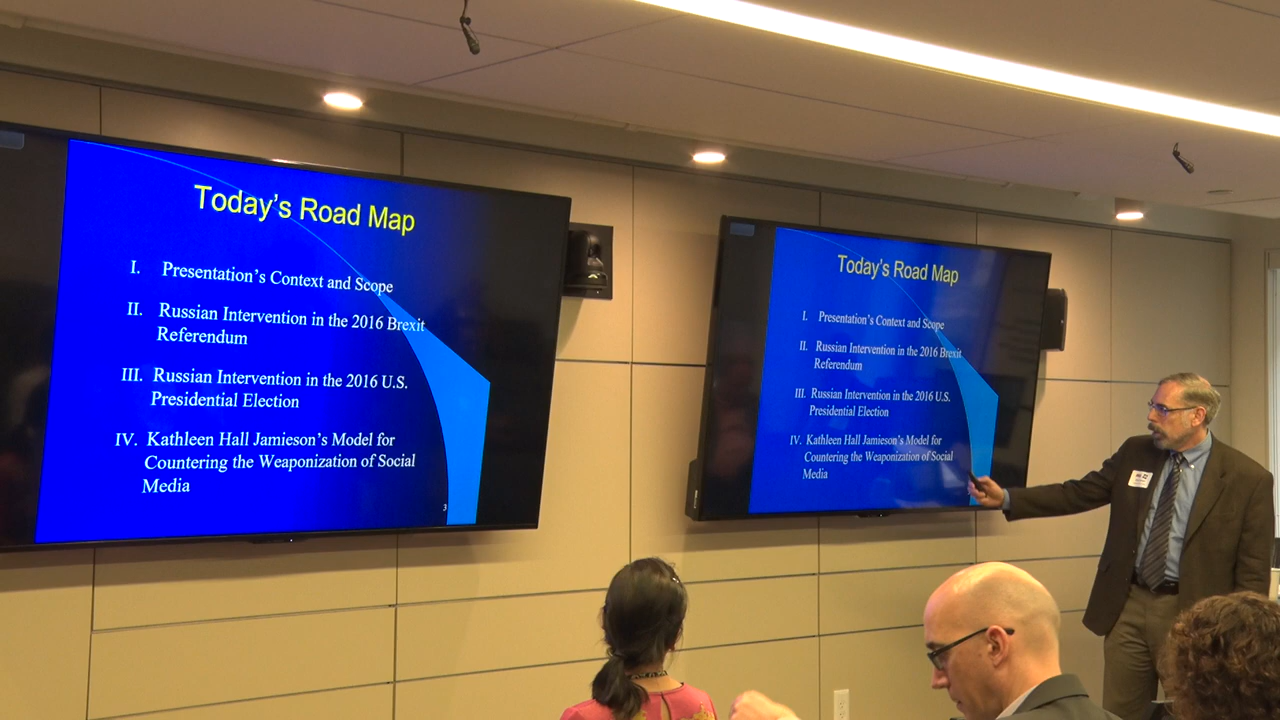 Today's Road Map
I. Presentation's Context and Scope
II. Russian Intervention in the 2016 Brexit
Referendum
III. Russian Intervention in the 2016 U.S.
Presidential Election
IV. Kathleen Hall Jamieson's Model for
Countering the Weaponization of Social
Media
3
Today's Road Map
I. Presentation's Context and Scope
II. Russian Intervention in the 2016 Brexit
Referendum
III. Russian Intervention in the 2016 U.S.
Presidential Election
IV. Kathleen Hall Jamieson's Model for
Countering the Weaponization of Social
Media